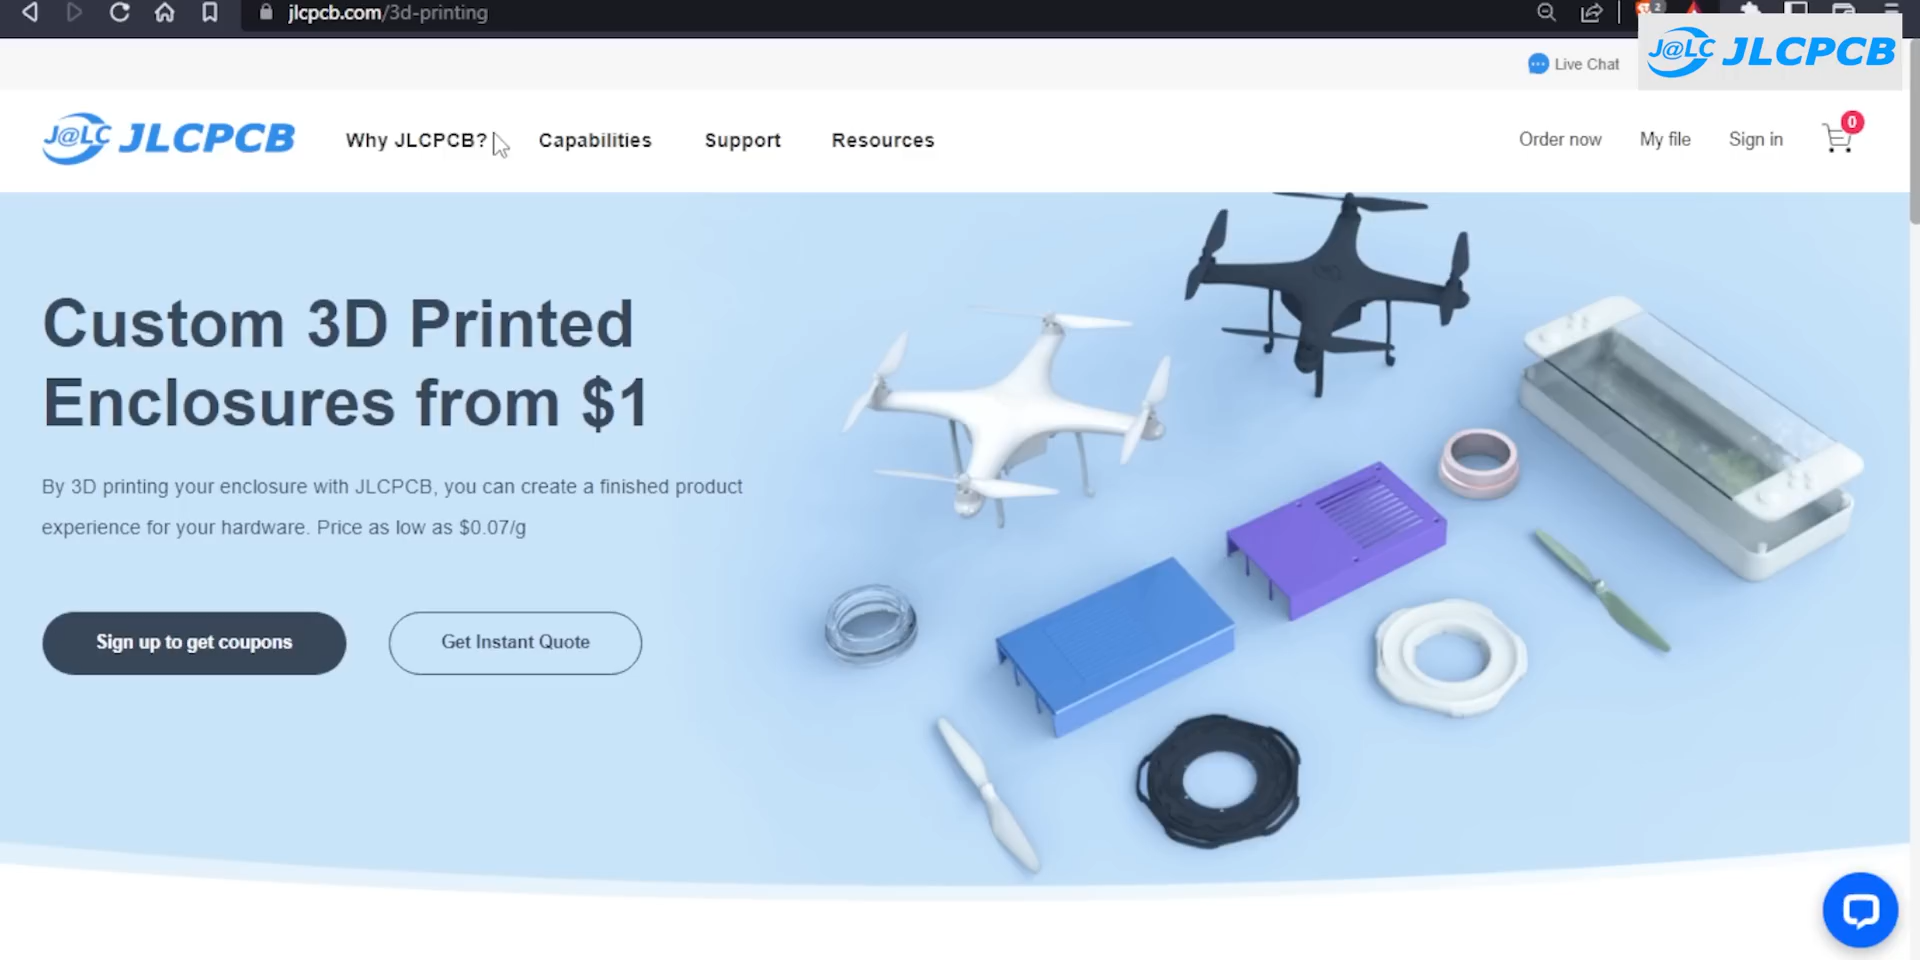 jlcpcb.com/3d-printing
2
Live Chat
J@LC JLCPCB
J@LC JLCPCB
Why JLCPCB?
Capabilities
Support
Resources
Order now
My file
Sign in
0
Custom 3D Printed
Enclosures from $1
By 3D printing your enclosure with JLCPCB, you can create a finished product
experience for your hardware. Price as low as $0.07/g
Sign up to get coupons
Get Instant Quote